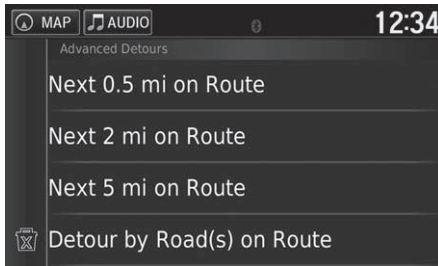 MAP AUDIO 12:34
Advanced Detours
Next 0.5 mi on Route
Next 2 mi on Route
Next 5 mi on Route
Detour by Road(s) on Route